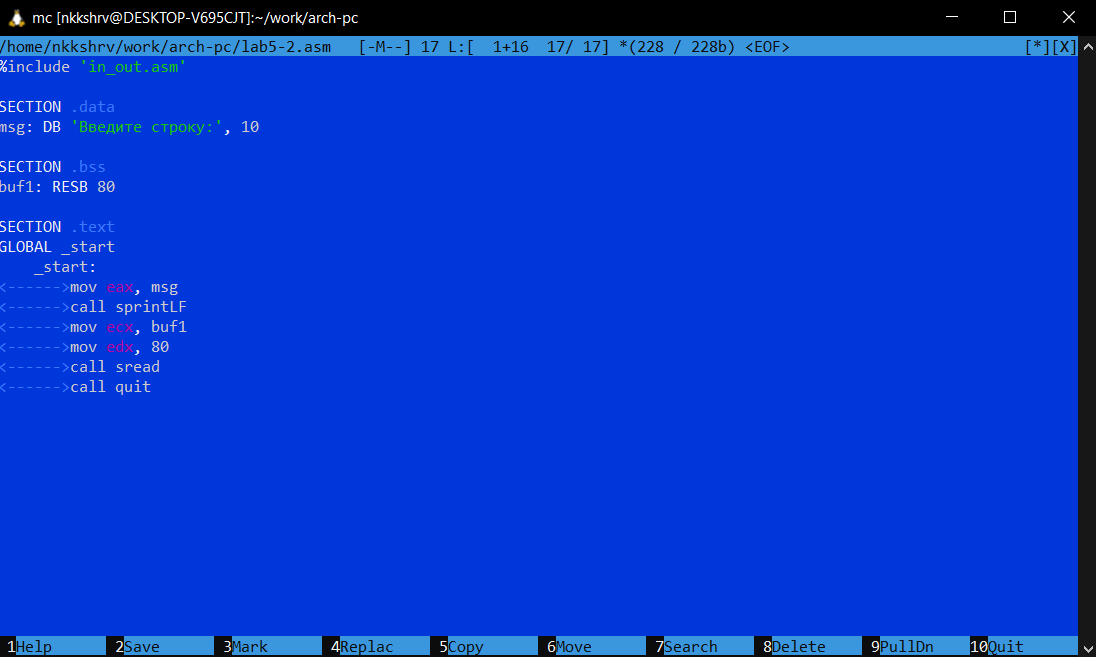 mc [nkkshrv@DESKTOP-V695CJT]:~/work/arch-pc
/home/nkkshrv/work/arch-pc/lab5-2.asm   [-M--] 17 L:[  1+16  17/ 17] *(228 / 228b) <EOF>                          [*][X]
%include 'in_out.asm'
SECTION .data
msg: DB 'Введите строку:', 10
SECTION .bss
buf1: RESB 80
SECTION .text
GLOBAL _start
    _start:
<------>mov eax, msg
<------>call sprintLF
<------>mov ecx, buf1
<------>mov edx, 80
<------>call sread
<------>call quit
1Help 2Save 3Mark 4Replac 5Copy 6Move 7Search 8Delete 9PullDn 10Quit